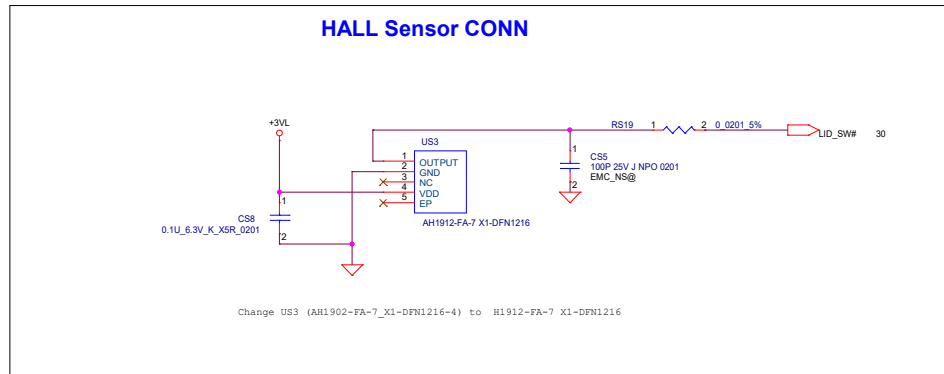 HALL Sensor CONN
+3VL
RS19 1 2 0_0201_5%
LID_SW# 30
US3
1 OUTPUT
2 GND
3 NC
4 VDD
5 EP
AH1912-FA-7 X1-DFN1216
1
CS5
100P 25V J NPO 0201
EMC_NS@
2
1
CS8
0.1U_6.3V_K_X5R_0201
2
Change US3 (AH1902-FA-7_X1-DFN1216-4) to H1912-FA-7 X1-DFN1216